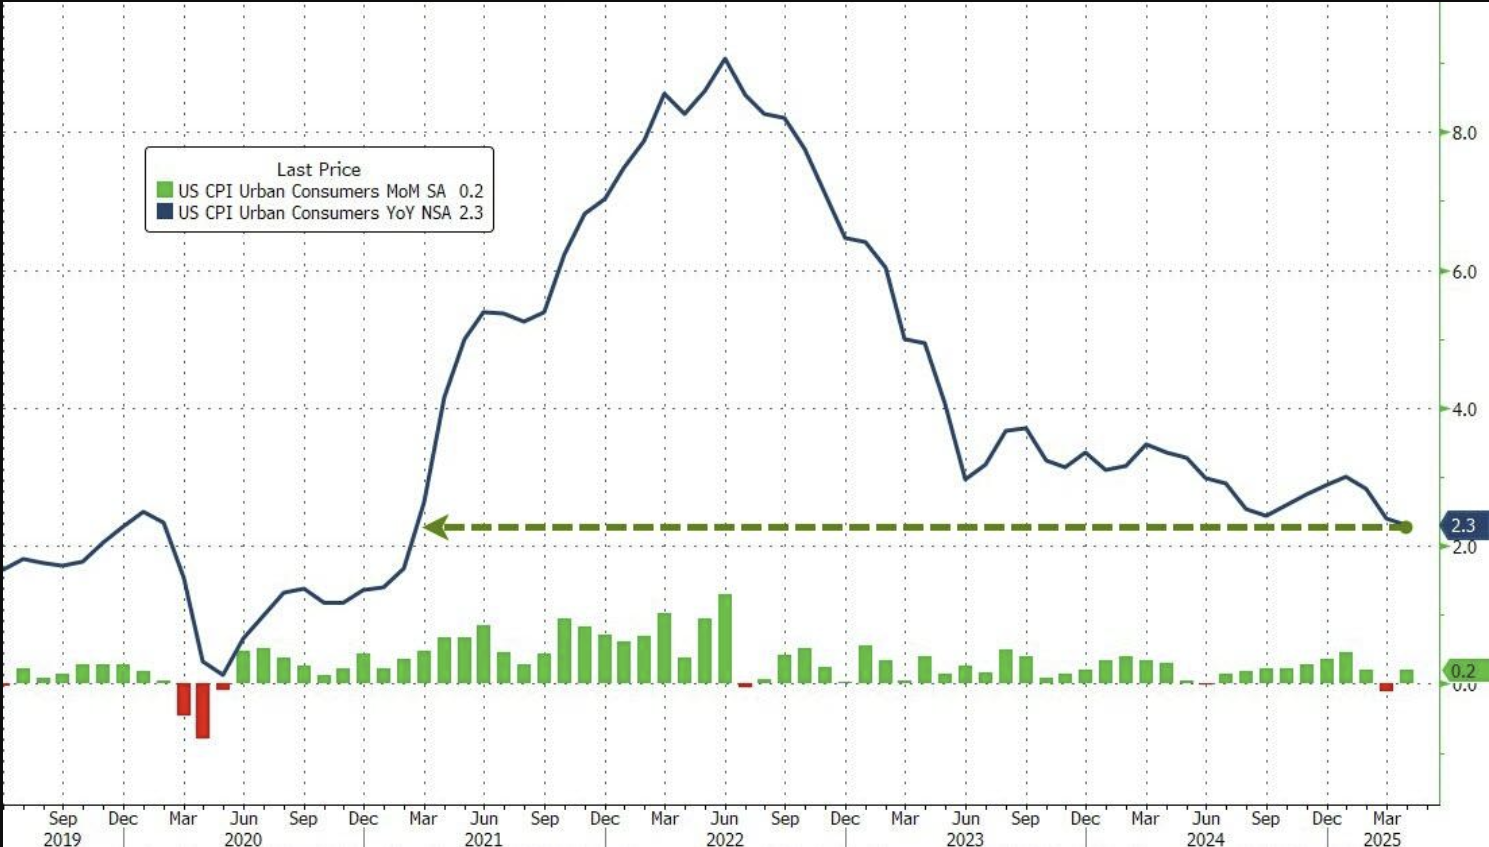 Last Price
US CPI Urban Consumers MoM SA 0.2
US CPI Urban Consumers YoY NSA 2.3
8.0
6.0
4.0
2.3
2.0
0.2
0.0
Sep Dec Mar Jun Sep Dec Mar Jun Sep Dec Mar Jun Sep Dec Mar Jun Sep Dec Mar Jun Sep Dec Mar
2019 2020 2021 2022 2023 2024 2025